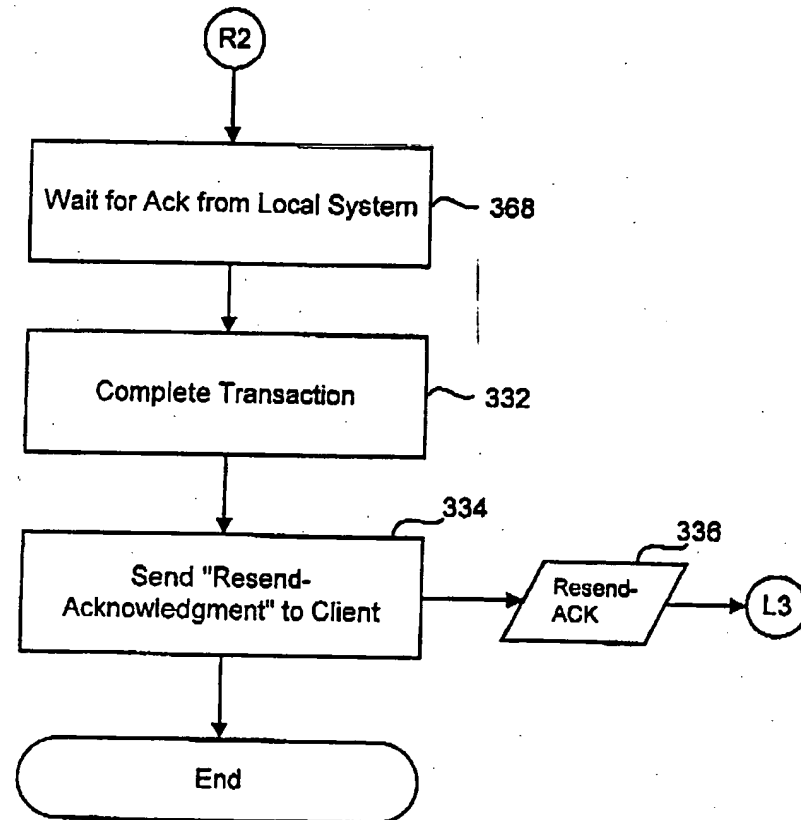 R2
Wait for Ack from Local System
368
Complete Transaction
332
334
Send "Resend-
Acknowledgment" to Client
336
Resend-
ACK
L3
End